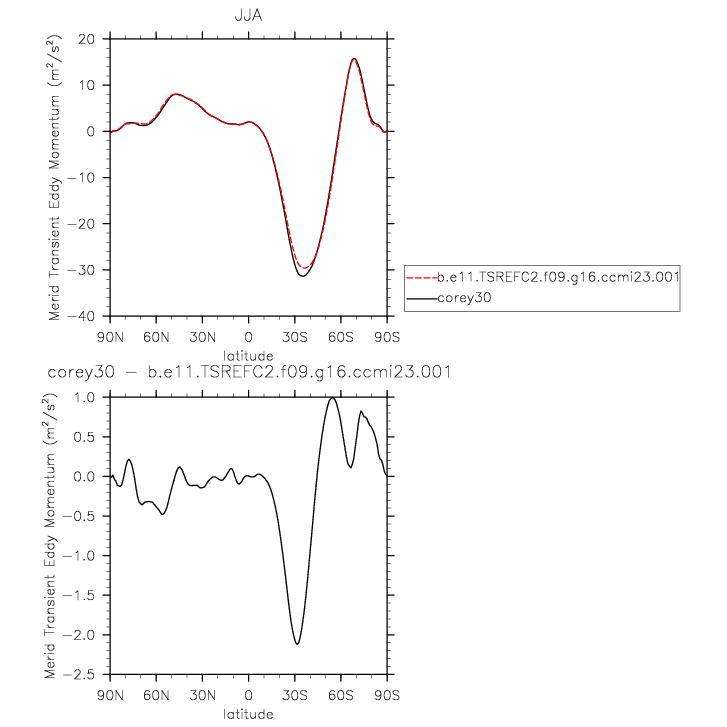 JJA
Merid Transient Eddy Momentum (m²/s²)
20
10
0
−10
−20
−30
−40
90N 60N 30N 0 30S 60S 90S
latitude
b.e11.TSREFC2.f09.g16.ccmi23.001
corey30
corey30 − b.e11.TSREFC2.f09.g16.ccmi23.001
Merid Transient Eddy Momentum (m²/s²)
1.0
0.5
0.0
−0.5
−1.0
−1.5
−2.0
−2.5
90N 60N 30N 0 30S 60S 90S
latitude